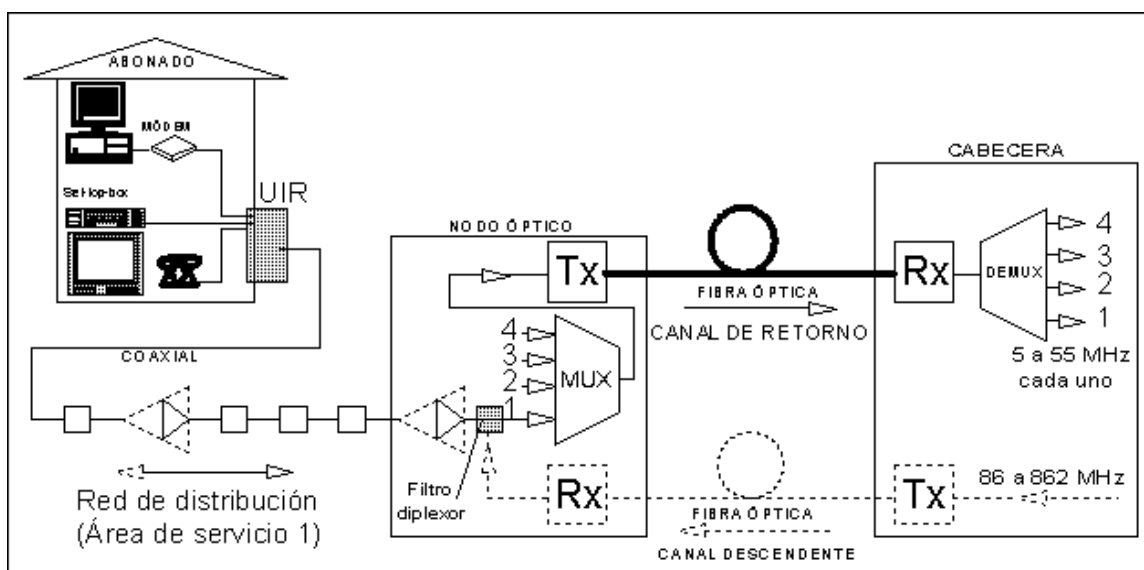 ABONADO
MÓDEM
Set-top-box
UIR
COAXIAL
Red de distribución
(Área de servicio 1)
NODO ÓPTICO
Tx
4
3
2
1
MUX
Filtro
diplexor
Rx
FIBRA ÓPTICA
CANAL DE RETORNO
FIBRA ÓPTICA
CANAL DESCENDENTE
CABECERA
Rx
DEMUX
4
3
2
1
5 a 55 MHz
cada uno
Tx
86 a 862 MHz